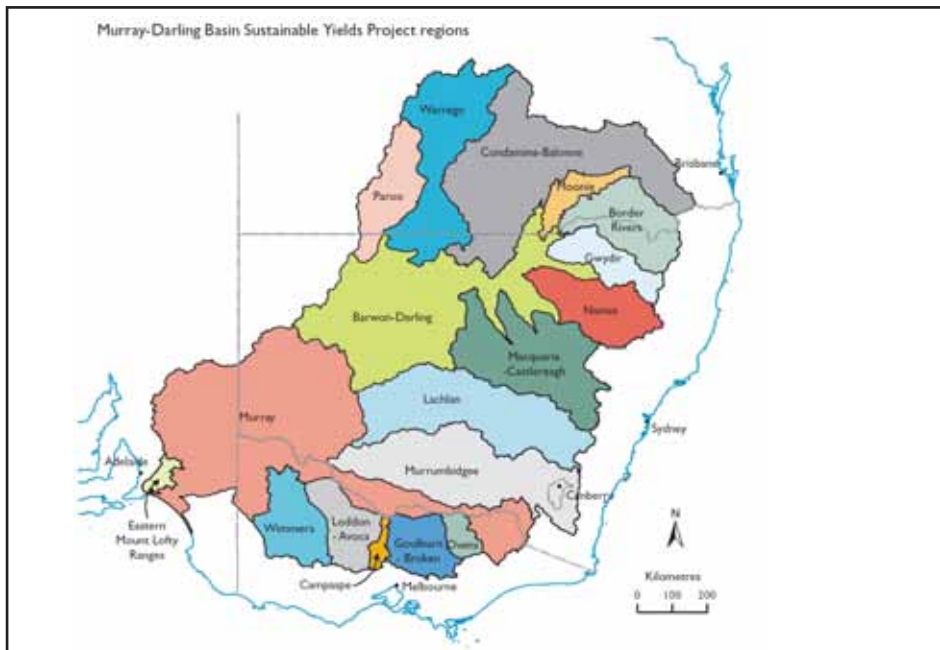 Murray-Darling Basin Sustainable Yields Project regions
Warrego
Condamine-Balonne
Brisbane
Paroo
Moonie
Border
Rivers
Gwydir
Namoi
Barwon-Darling
Macquarie
-Castlereagh
Lachlan
Murray
Sydney
Adelaide
Murrumbidgee
Canberra
Eastern
Mount Lofty
Ranges
Wimmera
Loddon
- Avoca
Goulburn
- Broken
Ovens
Campaspe
Melbourne
N
Kilometres
0 100 200